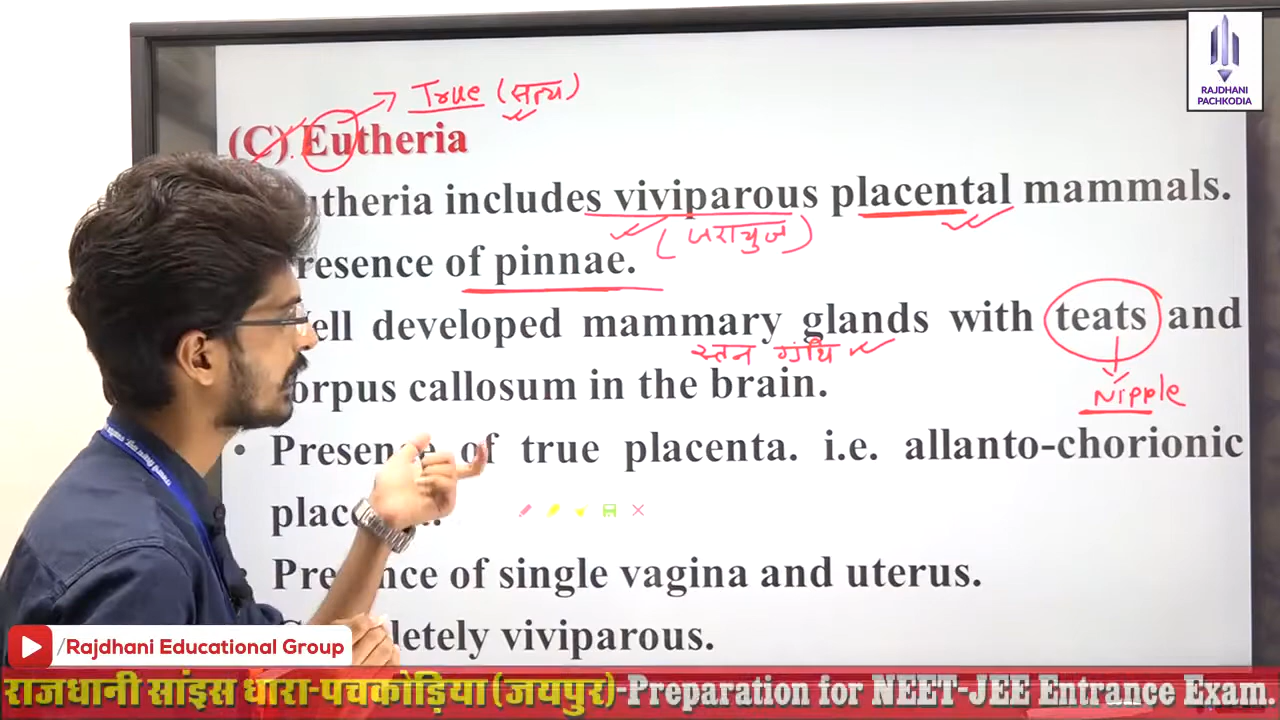 RAJDHANI
PACHKODIA
True (सत्य)
(C). Eutheria
utheria includes viviparous placental mammals.
(जरायुज)
resence of pinnae.
ell developed mammary glands with teats and
स्तन ग्रंथि
orpus callosum in the brain.
Nipple
• Presence of true placenta. i.e. allanto-chorionic
plac
Pre nce of single vagina and uterus.
letely viviparous.
/Rajdhani Educational Group
राजधानी सांइस धारा-पचकोड़िया (जयपुर)-Preparation for NEET-JEE Entrance Exam.